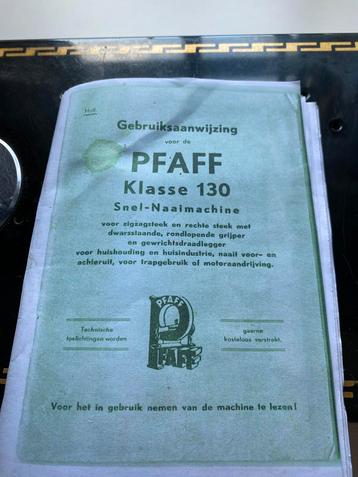 Holl.
Gebruiksaanwijzing
voor de
PFAFF
Klasse 130
Snel-Naaimachine
voor zigzagsteek en rechte steek met
dwarsstaande, rondlopende grijper
en gewrichtsdraadlegger
voor huishouding en huisindustrie, naait voor- en
achteruit, voor trapgebruik of motoraandrijving.
PFAFF
PFAFF
Technische
toelichtingen worden
gaarne
kosteloos verstrekt.
Voor het in gebruik nemen van de machine te lezen!